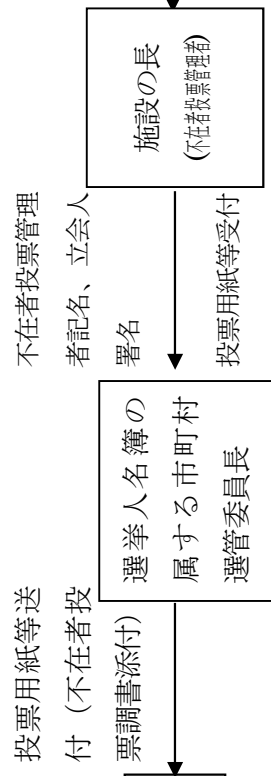 施設の長
(不在者投票管理者)
不在者投票管理
者記名、立会人
署名
投票用紙等受付
選挙人名簿の
属する市町村
選管委員長
投票用紙等送
付（不在者投
票調書添付）